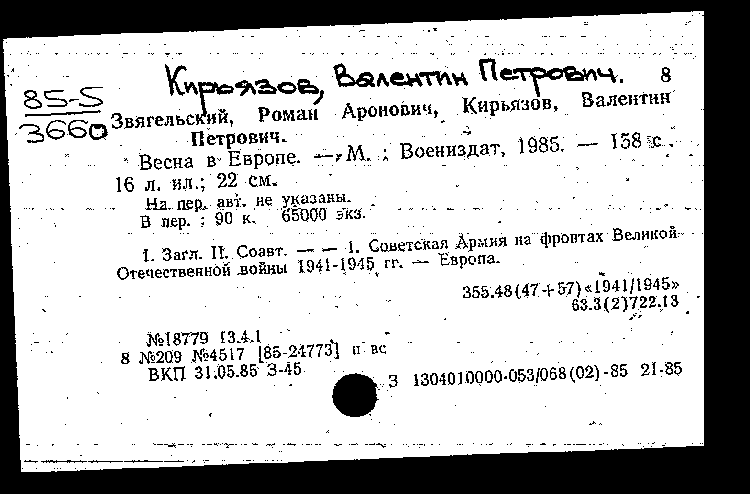 Кирьязов, Валентин Петрович. 8
85-5
3660
Звягельский, Роман Аронович, Кирьязов, Валентин
Петрович.
Весна в Европе. — М. : Воениздат, 1985. — 158 с.
16 л. ил.; 22 см.
На пер. авт. не указаны.
В пер. : 90 к. 65000 экз.
I. Загл. II. Соавт. — — 1. Советская Армия на фронтах Великой
Отечественной войны 1941-1945 гг. — Европа.
355.48(47+57)«1941/1945»
63.3(2)722.13
№18779 13.4.1
8 №209 №4517 [85-24773] п вс
ВКП 31.05.85 З-45
З 1304010000-053/068(02)-85 21-85